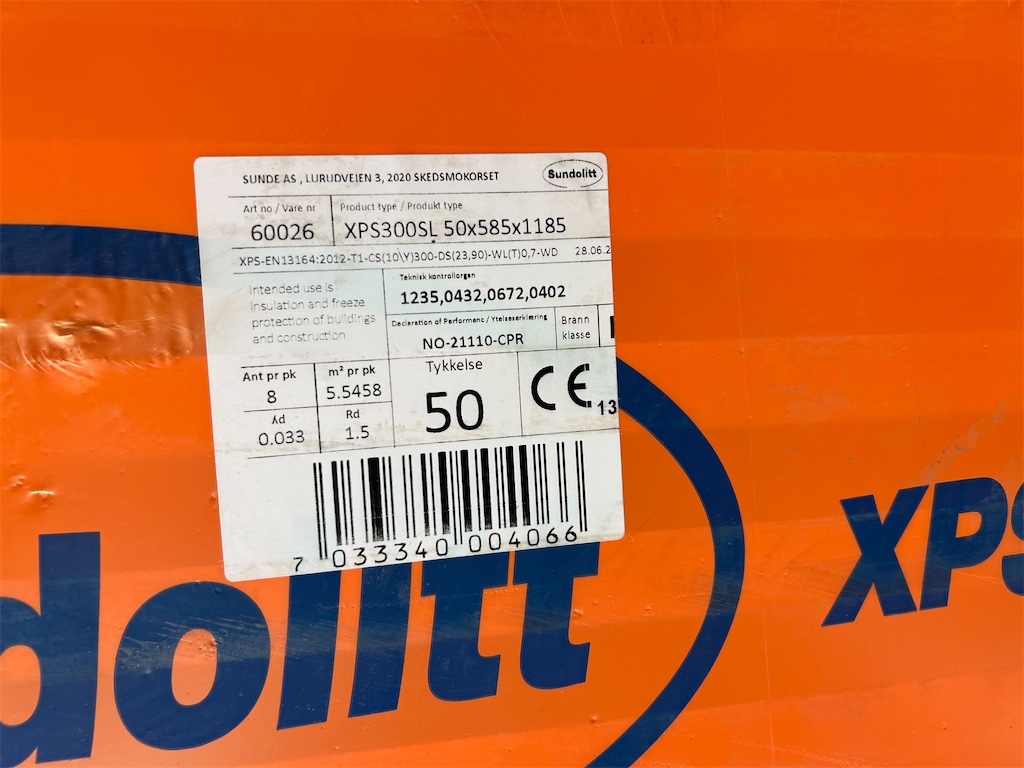 SUNDE AS , LURUDVEIEN 3, 2020 SKEDSMOKORSET
Sundolitt
Art no / Vare nr
60026
Product type / Produkt type
XPS300SL 50x585x1185
XPS-EN13164:2012-T1-CS(10\Y)300-DS(23,90)-WL(T)0,7-WD 28.06.2
Intended use is
insulation and freeze
protection of buildings
and construction
Teknisk kontrollorgan
1235,0432,0672,0402
Declaration of Performanc / Ytelseserklæring
NO-21110-CPR
Brann
klasse
Ant pr pk
8
m² pr pk
5.5458
λd
0.033
Rd
1.5
Tykkelse
50
CE
13
7 033340 004066
dolitt
XPS